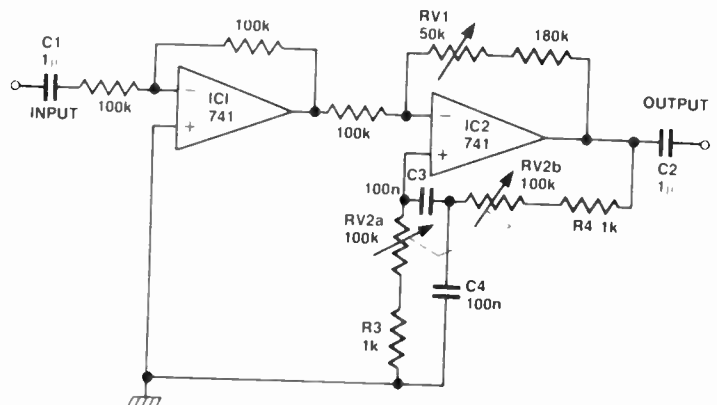 C1
1µ
INPUT
100k
100k
IC1
741
−
+
100k
RV1
50k
180k
−
+
IC2
741
OUTPUT
C2
1µ
C3
100n
RV2b
100k
R4 1k
RV2a
100k
C4
100n
R3
1k